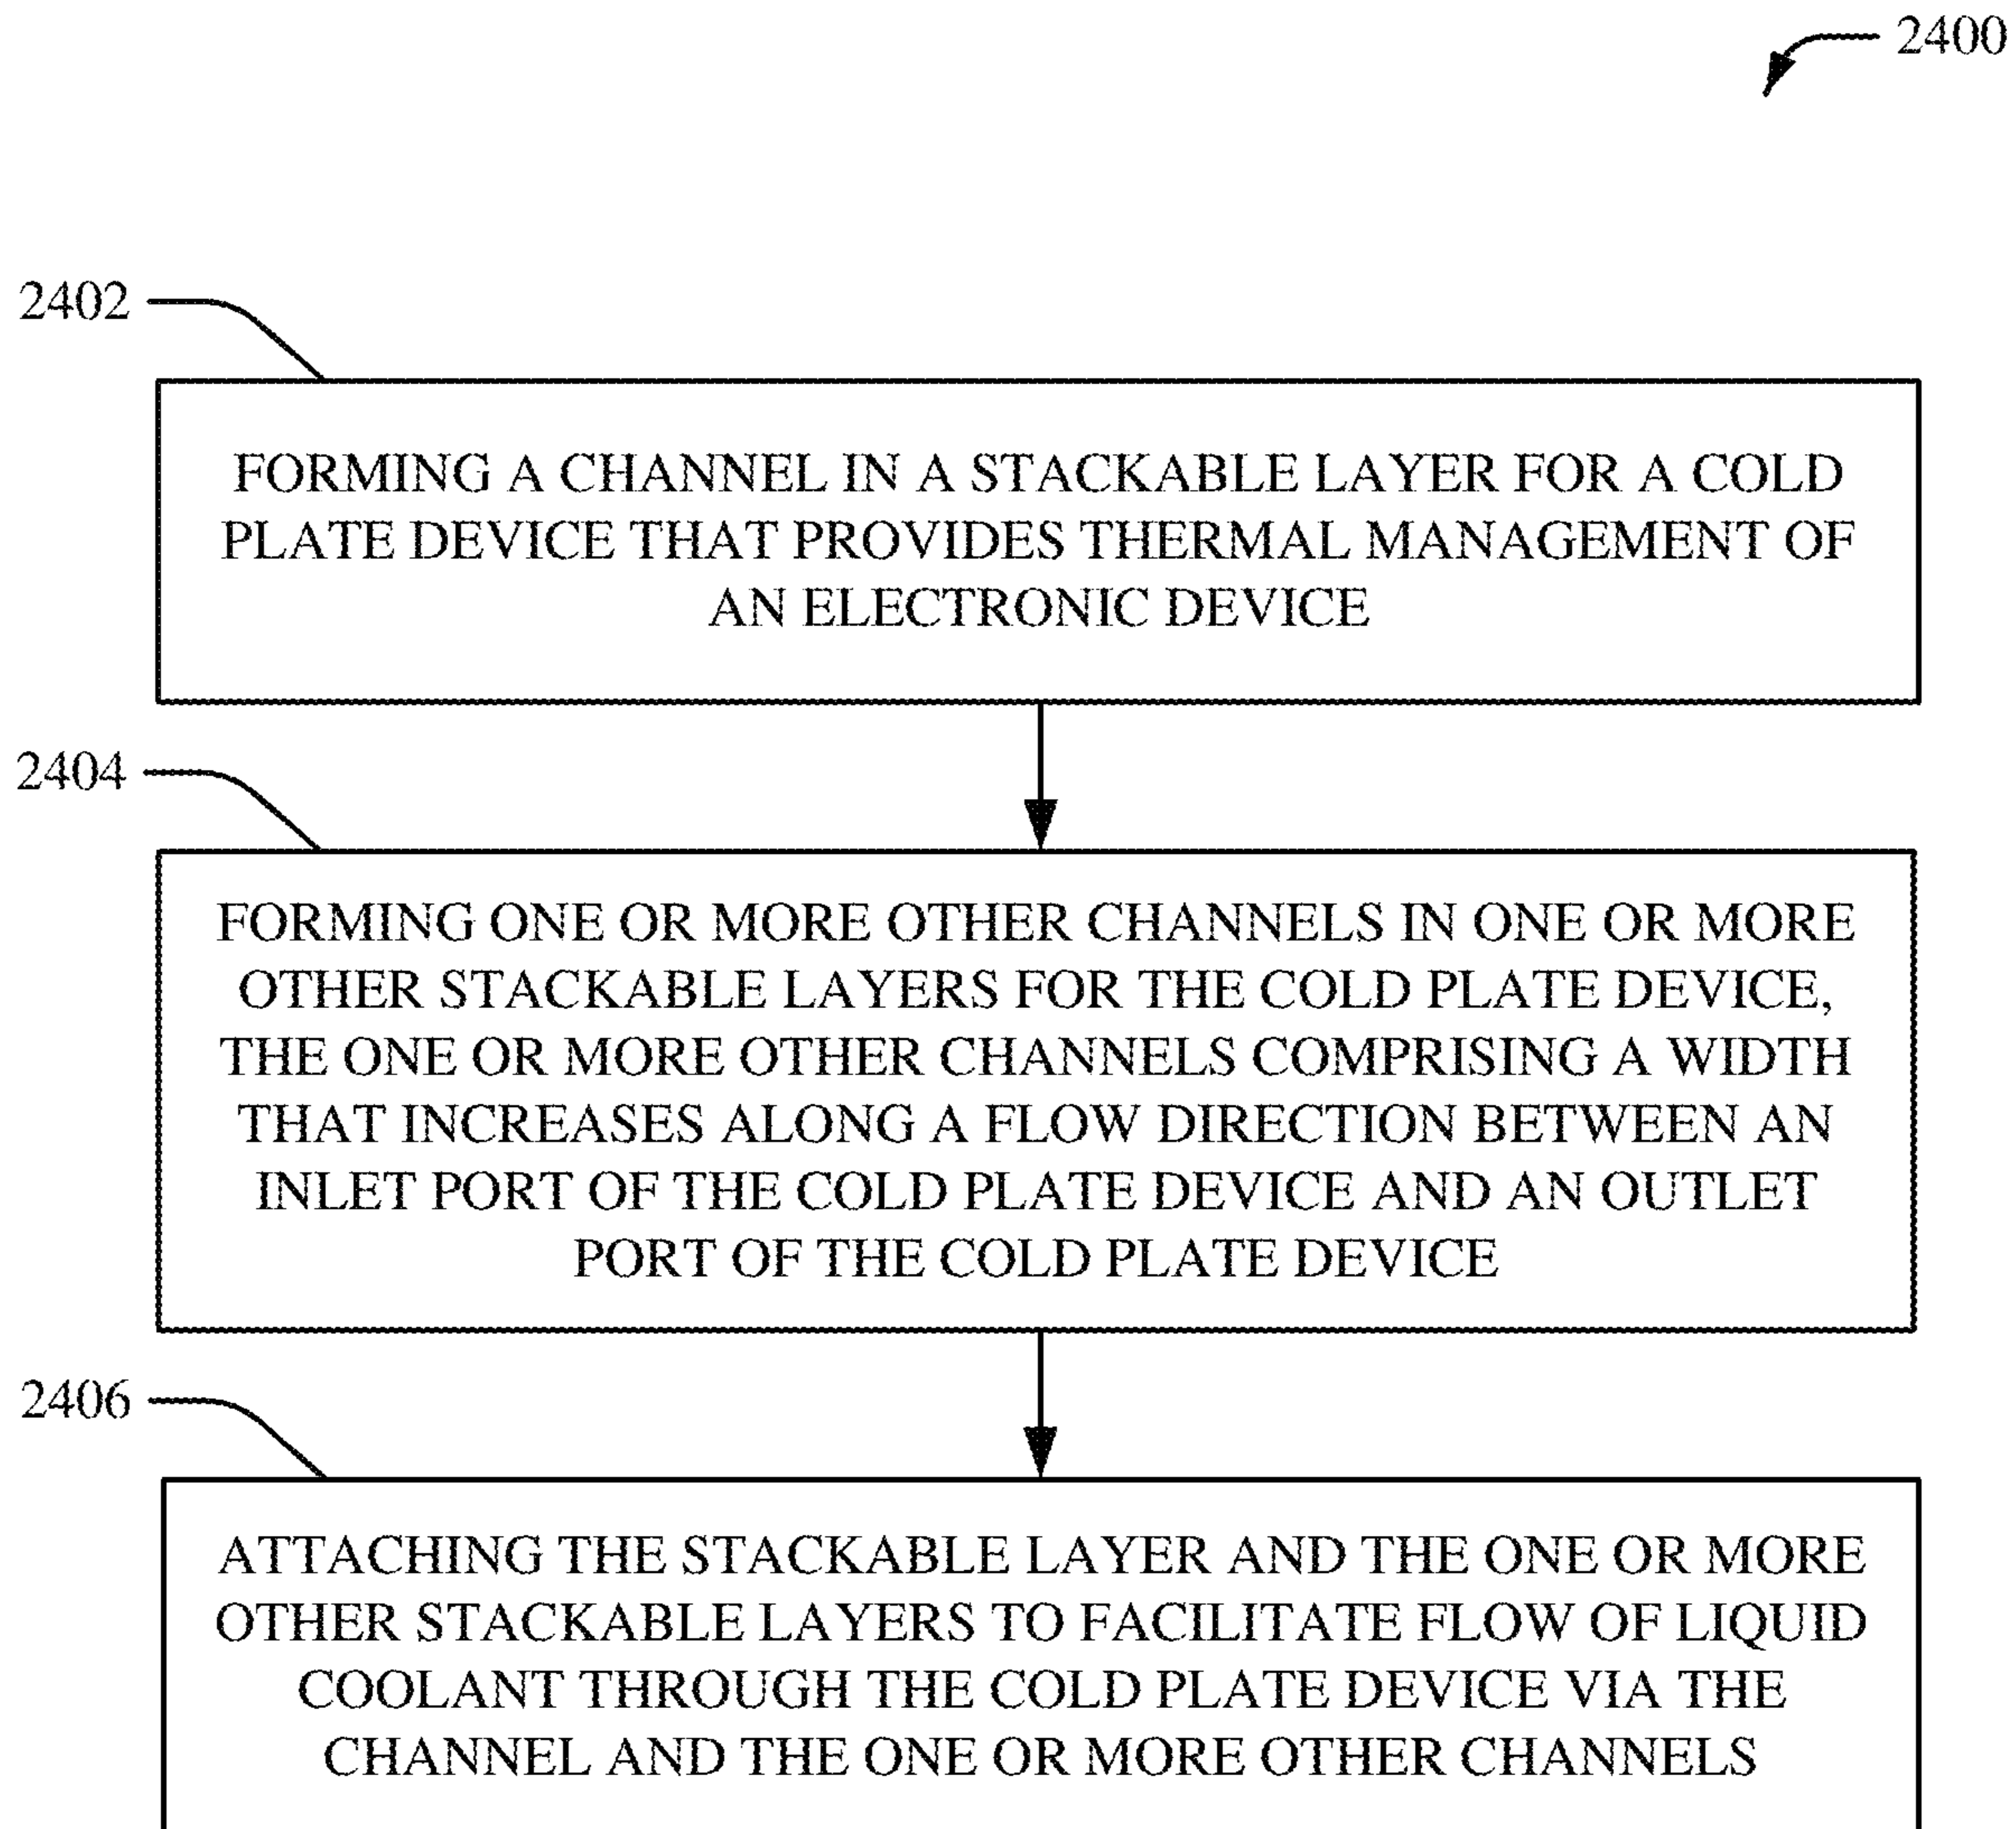 2400
2402
FORMING A CHANNEL IN A STACKABLE LAYER FOR A COLD
PLATE DEVICE THAT PROVIDES THERMAL MANAGEMENT OF
AN ELECTRONIC DEVICE
2404
FORMING ONE OR MORE OTHER CHANNELS IN ONE OR MORE
OTHER STACKABLE LAYERS FOR THE COLD PLATE DEVICE,
THE ONE OR MORE OTHER CHANNELS COMPRISING A WIDTH
THAT INCREASES ALONG A FLOW DIRECTION BETWEEN AN
INLET PORT OF THE COLD PLATE DEVICE AND AN OUTLET
PORT OF THE COLD PLATE DEVICE
2406
ATTACHING THE STACKABLE LAYER AND THE ONE OR MORE
OTHER STACKABLE LAYERS TO FACILITATE FLOW OF LIQUID
COOLANT THROUGH THE COLD PLATE DEVICE VIA THE
CHANNEL AND THE ONE OR MORE OTHER CHANNELS